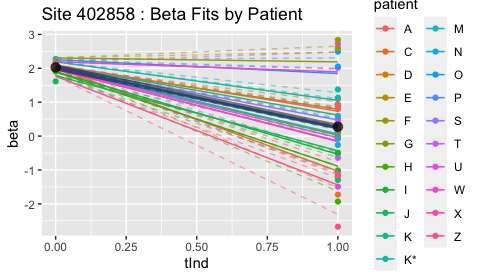 Site 402858 : Beta Fits by Patient
patient
3
2
1
0
-1
-2
beta
0.00 0.25 0.50 0.75 1.00
tInd
A M
C N
D O
E P
F S
G T
H U
I W
J X
K Z
K*